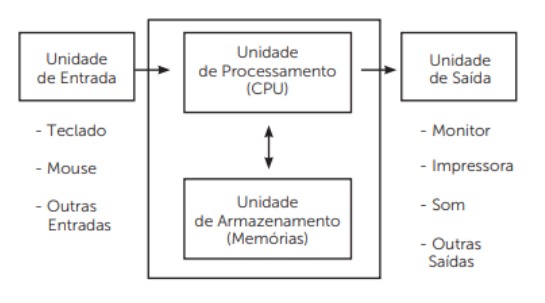 Unidade
de Entrada
- Teclado
- Mouse
- Outras
Entradas
Unidade
de Processamento
(CPU)
Unidade
de Armazenamento
(Memórias)
Unidade
de Saída
- Monitor
- Impressora
- Som
- Outras
Saídas